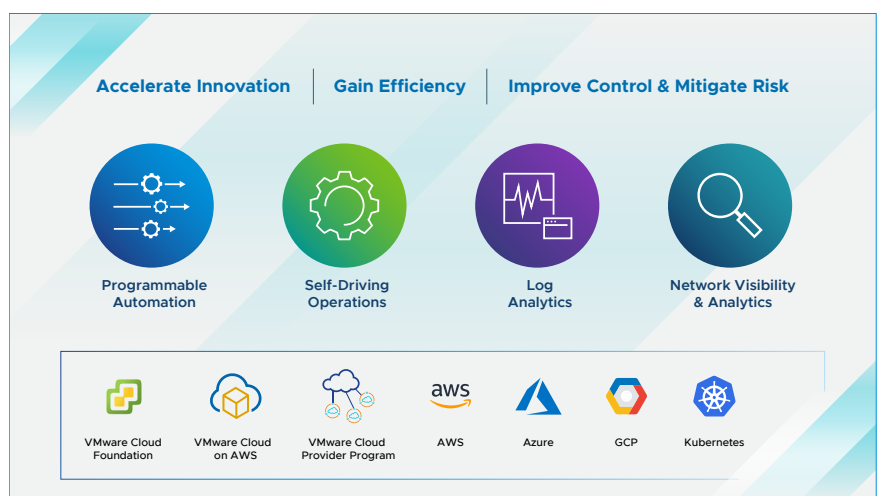 Accelerate Innovation
Gain Efficiency
Improve Control & Mitigate Risk
Programmable
Automation
Self-Driving
Operations
Log
Analytics
Network Visibility
& Analytics
aws
VMware Cloud
Foundation
VMware Cloud
on AWS
VMware Cloud
Provider Program
AWS
Azure
GCP
Kubernetes